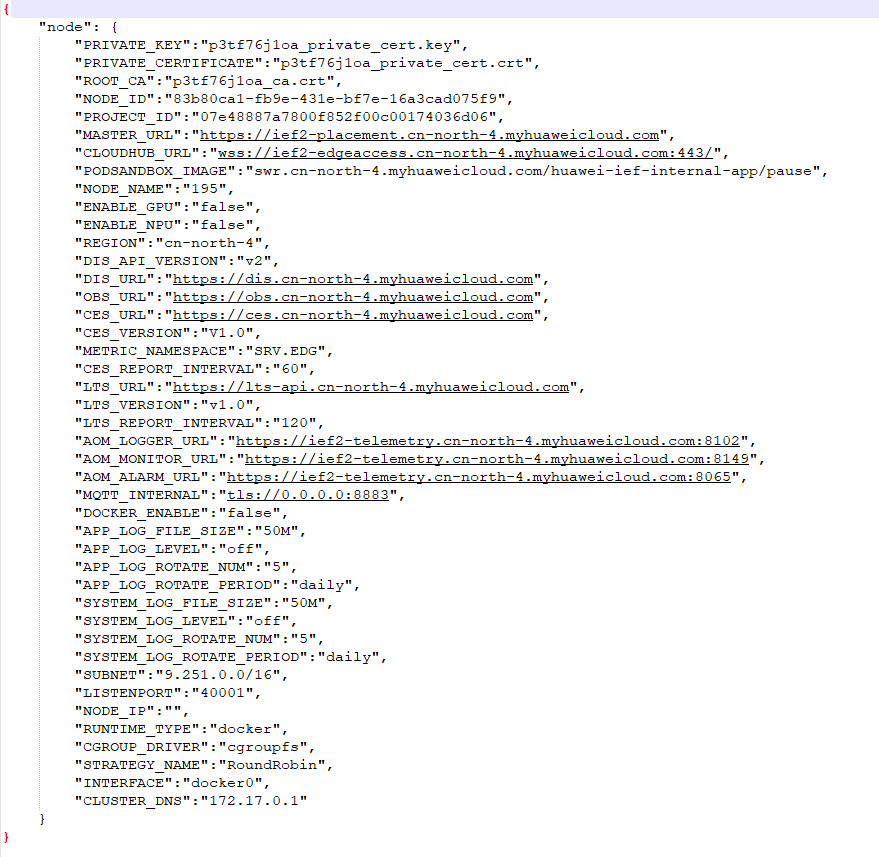 {
"node": {
"PRIVATE_KEY":"p3tf76j1oa_private_cert.key",
"PRIVATE_CERTIFICATE":"p3tf76j1oa_private_cert.crt",
"ROOT_CA":"p3tf76j1oa_ca.crt",
"NODE_ID":"83b80ca1-fb9e-431e-bf7e-16a3cad075f9",
"PROJECT_ID":"07e48887a7800f852f00c00174036d06",
"MASTER_URL":"https://ief2-placement.cn-north-4.myhuaweicloud.com",
"CLOUDHUB_URL":"wss://ief2-edgeaccess.cn-north-4.myhuaweicloud.com:443/",
"PODSANDBOX_IMAGE":"swr.cn-north-4.myhuaweicloud.com/huawei-ief-internal-app/pause",
"NODE_NAME":"195",
"ENABLE_GPU":"false",
"ENABLE_NPU":"false",
"REGION":"cn-north-4",
"DIS_API_VERSION":"v2",
"DIS_URL":"https://dis.cn-north-4.myhuaweicloud.com",
"OBS_URL":"https://obs.cn-north-4.myhuaweicloud.com",
"CES_URL":"https://ces.cn-north-4.myhuaweicloud.com",
"CES_VERSION":"V1.0",
"METRIC_NAMESPACE":"SRV.EDG",
"CES_REPORT_INTERVAL":"60",
"LTS_URL":"https://lts-api.cn-north-4.myhuaweicloud.com",
"LTS_VERSION":"v1.0",
"LTS_REPORT_INTERVAL":"120",
"AOM_LOGGER_URL":"https://ief2-telemetry.cn-north-4.myhuaweicloud.com:8102",
"AOM_MONITOR_URL":"https://ief2-telemetry.cn-north-4.myhuaweicloud.com:8149",
"AOM_ALARM_URL":"https://ief2-telemetry.cn-north-4.myhuaweicloud.com:8065",
"MQTT_INTERNAL":"tls://0.0.0.0:8883",
"DOCKER_ENABLE":"false",
"APP_LOG_FILE_SIZE":"50M",
"APP_LOG_LEVEL":"off",
"APP_LOG_ROTATE_NUM":"5",
"APP_LOG_ROTATE_PERIOD":"daily",
"SYSTEM_LOG_FILE_SIZE":"50M",
"SYSTEM_LOG_LEVEL":"off",
"SYSTEM_LOG_ROTATE_NUM":"5",
"SYSTEM_LOG_ROTATE_PERIOD":"daily",
"SUBNET":"9.251.0.0/16",
"LISTENPORT":"40001",
"NODE_IP":"",
"RUNTIME_TYPE":"docker",
"CGROUP_DRIVER":"cgroupfs",
"STRATEGY_NAME":"RoundRobin",
"INTERFACE":"docker0",
"CLUSTER_DNS":"172.17.0.1"
}
}